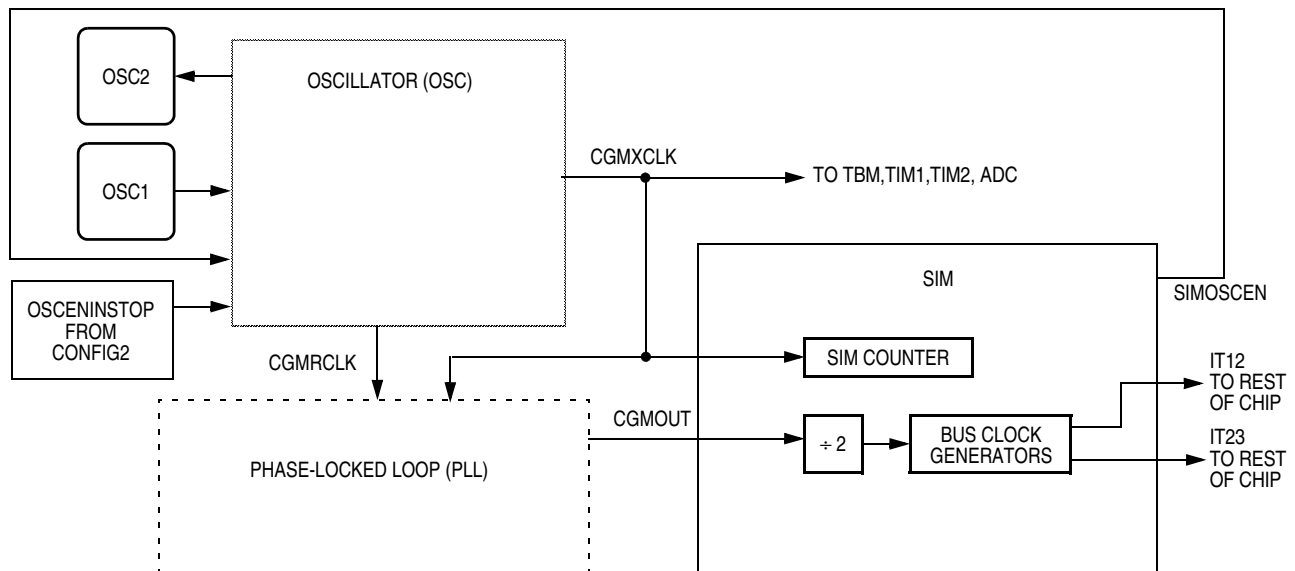 OSC2
OSCILLATOR (OSC)
CGMXCLK
TO TBM,TIM1,TIM2, ADC
OSC1
SIM
SIMOSCEN
OSCENINSTOP
FROM
CONFIG2
CGMRCLK
SIM COUNTER
IT12
TO REST
OF CHIP
CGMOUT
÷ 2
BUS CLOCK
GENERATORS
IT23
TO REST
OF CHIP
PHASE-LOCKED LOOP (PLL)